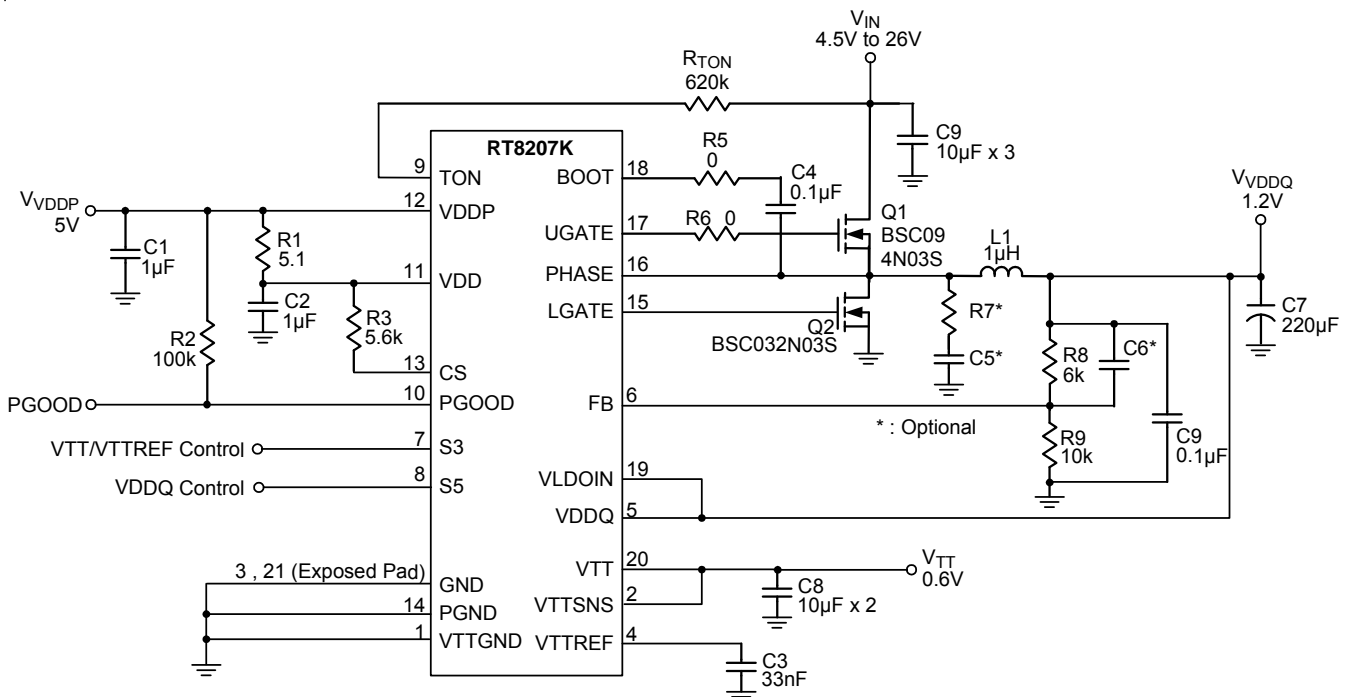 VIN
4.5V to 26V
RTON
620k
C9
10µF x 3
RT8207K
R5
0
C4
0.1µF
9
TON
BOOT
18
VVDDP
5V
12
VDDP
VVDDQ
1.2V
R6 0
17
UGATE
Q1
BSC09
4N03S
C1
1µF
R1
5.1
11
VDD
PHASE
16
L1
1µH
C2
1µF
LGATE
15
Q2
BSC032N03S
R7*
C5*
C7
220µF
R2
100k
R3
5.6k
R8
6k
C6*
13
CS
PGOOD
10
PGOOD
FB
6
* : Optional
R9
10k
C9
0.1µF
VTT/VTTREF Control
7
S3
VDDQ Control
8
S5
VLDOIN
19
VDDQ
5
3 , 21 (Exposed Pad)
GND
VTT
20
VTT
0.6V
14
PGND
VTTSNS
2
C8
10µF x 2
1
VTTGND
VTTREF
4
C3
33nF